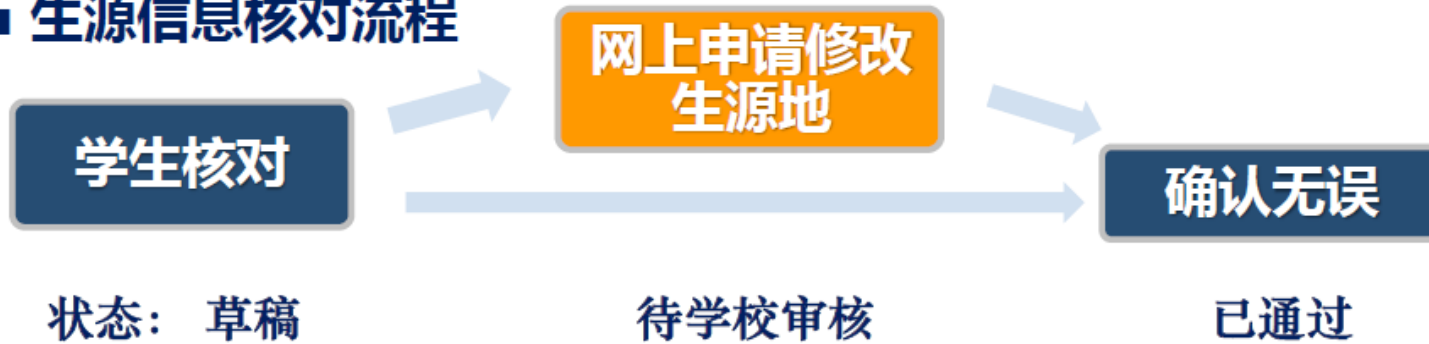 生源信息核对流程
网上申请修改
生源地
学生核对
确认无误
状态： 草稿
待学校审核
已通过